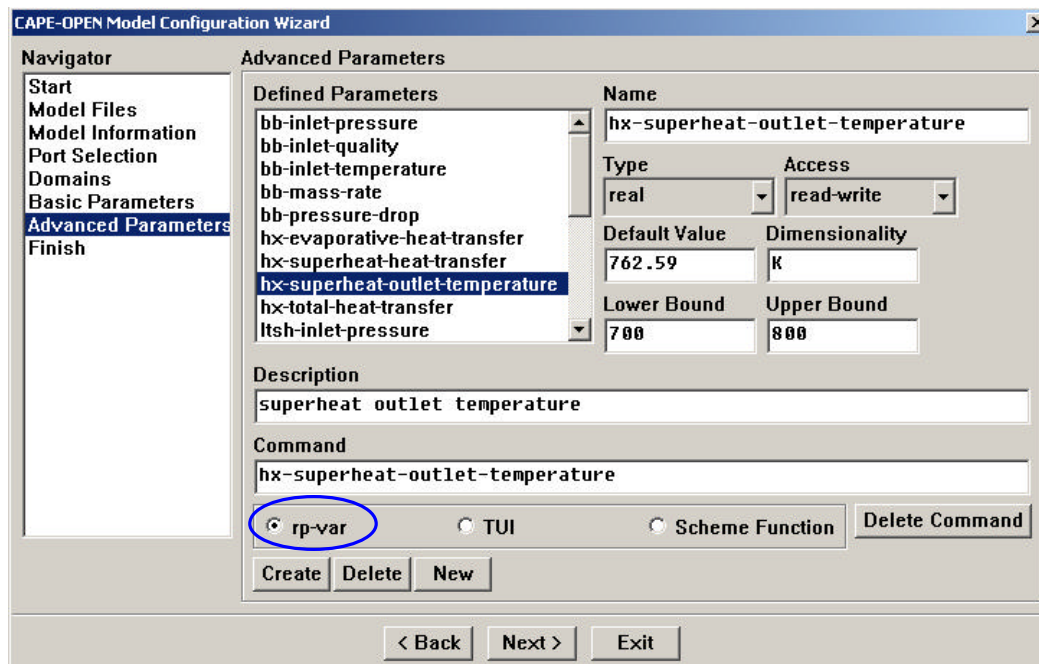 CAPE-OPEN Model Configuration Wizard
Navigator
Start
Model Files
Model Information
Port Selection
Domains
Basic Parameters
Advanced Parameters
Finish
Advanced Parameters
Defined Parameters
bb-inlet-pressure
bb-inlet-quality
bb-inlet-temperature
bb-mass-rate
bb-pressure-drop
hx-evaporative-heat-transfer
hx-superheat-heat-transfer
hx-superheat-outlet-temperature
hx-total-heat-transfer
ltsh-inlet-pressure
Name
hx-superheat-outlet-temperature
Type Access
real read-write
Default Value Dimensionality
762.59 K
Lower Bound Upper Bound
700 800
Description
superheat outlet temperature
Command
hx-superheat-outlet-temperature
rp-var TUI Scheme Function Delete Command
Create Delete New
< Back Next > Exit